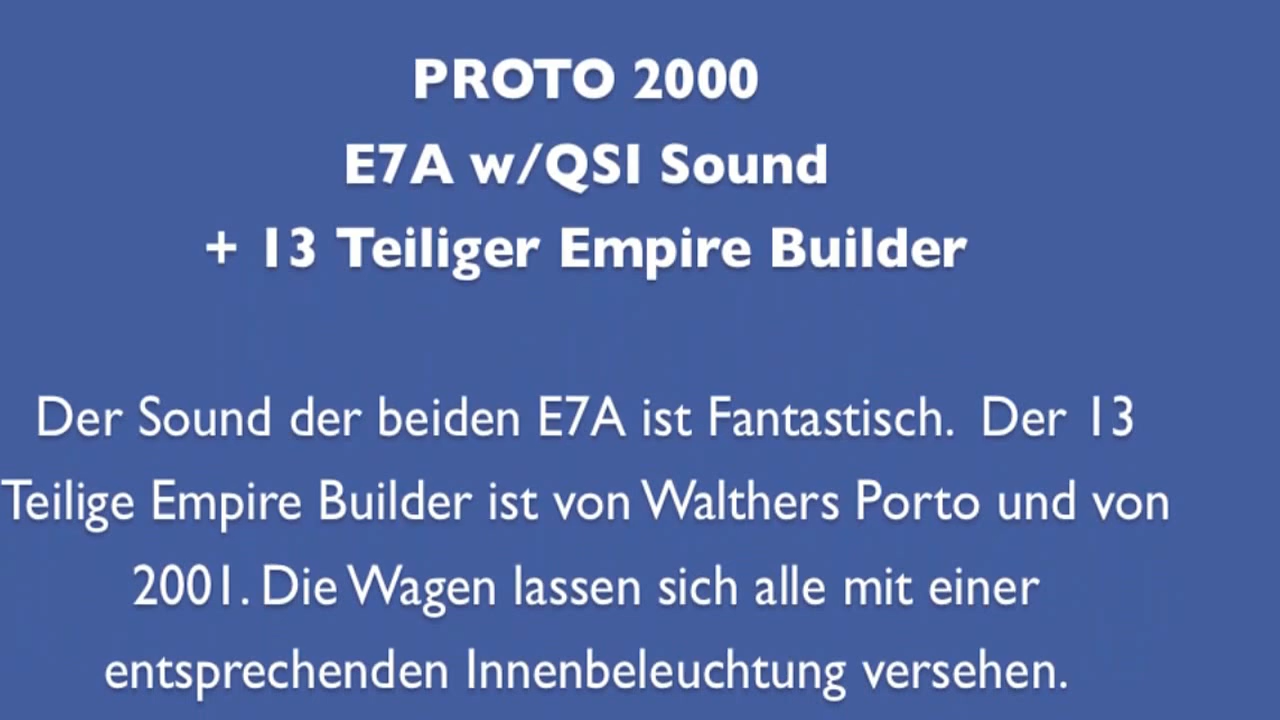 PROTO 2000
E7A w/QSI Sound
+ 13 Teiliger Empire Builder
Der Sound der beiden E7A ist Fantastisch. Der 13
Teilige Empire Builder ist von Walthers Porto und von
2001. Die Wagen lassen sich alle mit einer
entsprechenden Innenbeleuchtung versehen.